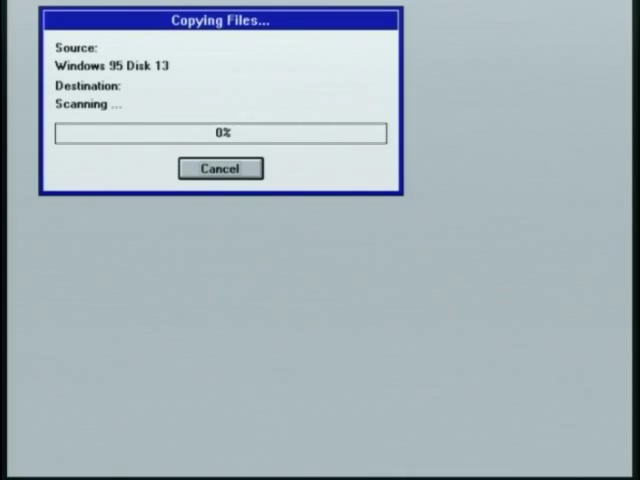 Copying Files...
Source:
Windows 95 Disk 13
Destination:
Scanning ...
0%
Cancel